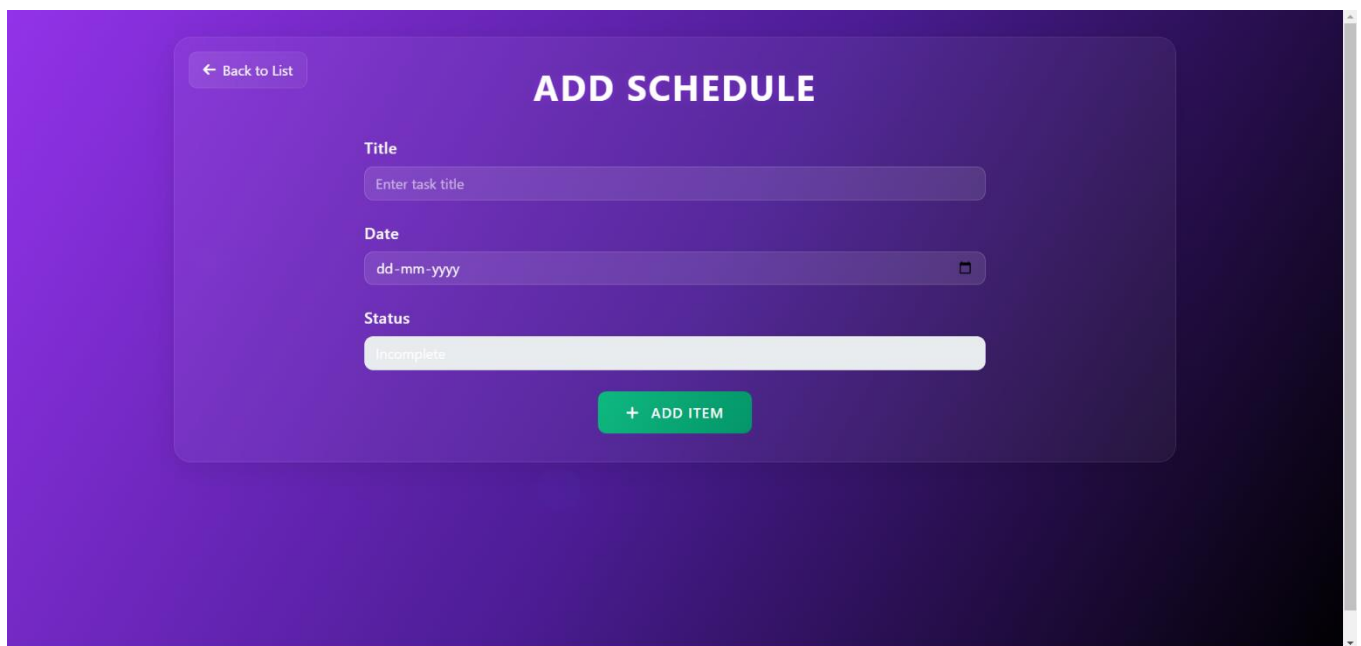 ← Back to List
ADD SCHEDULE
Title
Enter task title
Date
dd-mm-yyyy
Status
Incomplete
+ ADD ITEM